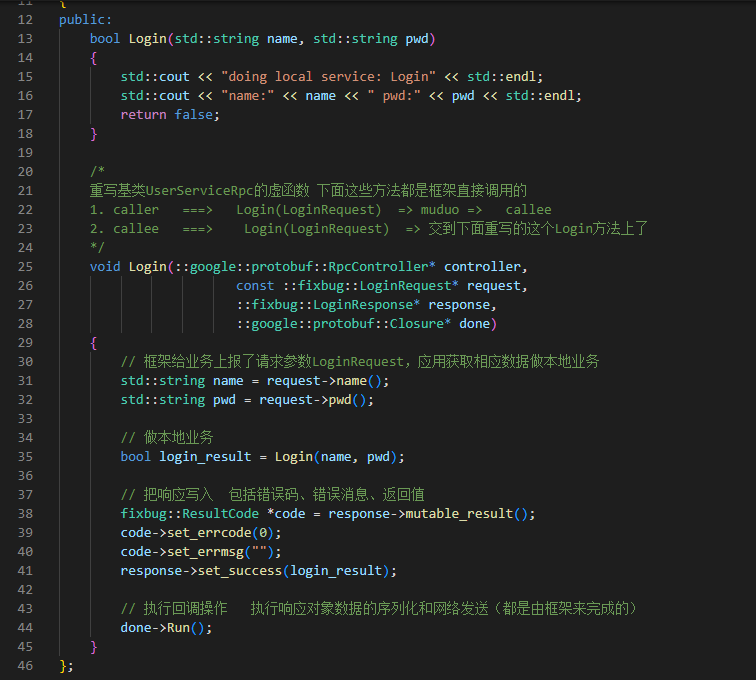 11 {
12 public:
13 bool Login(std::string name, std::string pwd)
14 {
15 std::cout << "doing local service: Login" << std::endl;
16 std::cout << "name:" << name << " pwd:" << pwd << std::endl;
17 return false;
18 }
19
20 /*
21 重写基类UserServiceRpc的虚函数 下面这些方法都是框架直接调用的
22 1. caller ===> Login(LoginRequest) => muduo => callee
23 2. callee ===> Login(LoginRequest) => 交到下面重写的这个Login方法上了
24 */
25 void Login(::google::protobuf::RpcController* controller,
26 const ::fixbug::LoginRequest* request,
27 ::fixbug::LoginResponse* response,
28 ::google::protobuf::Closure* done)
29 {
30 // 框架给业务上报了请求参数LoginRequest，应用获取相应数据做本地业务
31 std::string name = request->name();
32 std::string pwd = request->pwd();
33
34 // 做本地业务
35 bool login_result = Login(name, pwd);
36
37 // 把响应写入 包括错误码、错误消息、返回值
38 fixbug::ResultCode *code = response->mutable_result();
39 code->set_errcode(0);
40 code->set_errmsg("");
41 response->set_success(login_result);
42
43 // 执行回调操作 执行响应对象数据的序列化和网络发送（都是由框架来完成的）
44 done->Run();
45 }
46 };